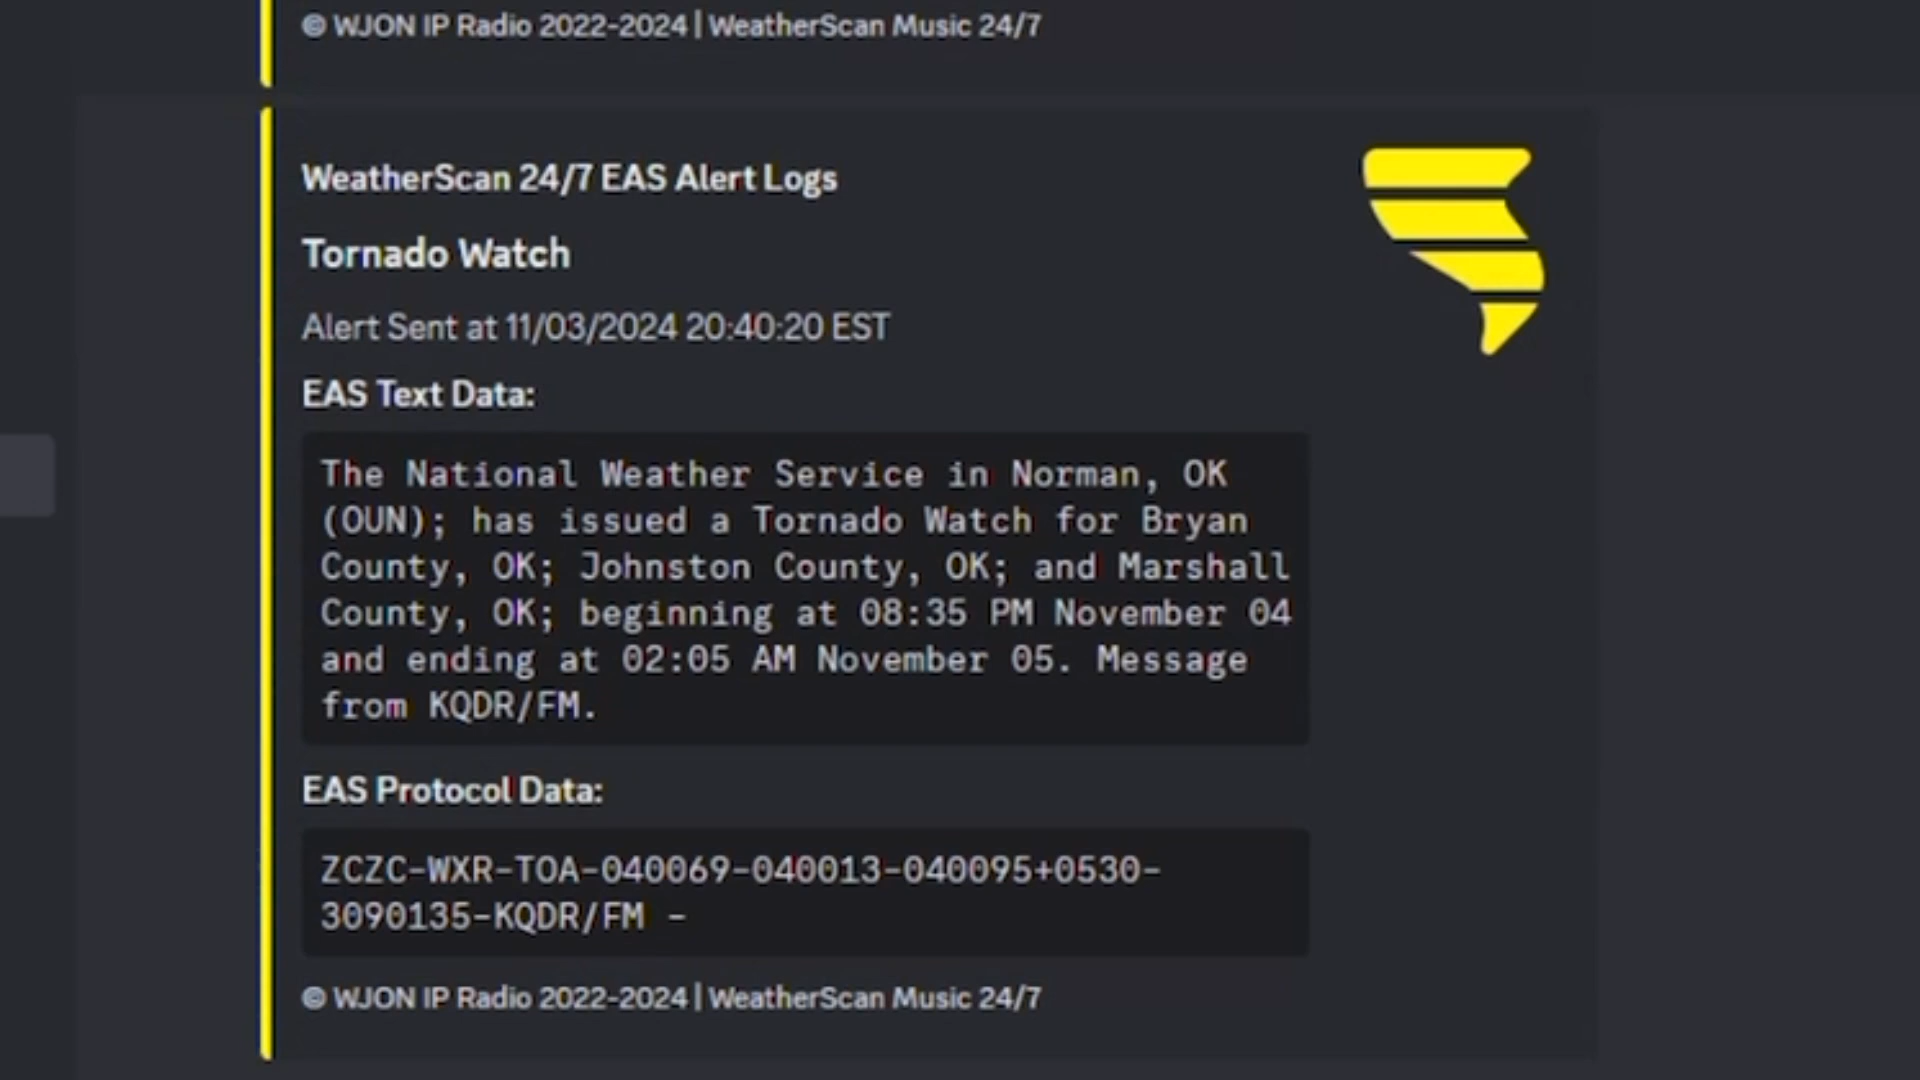 © WJON IP Radio 2022-2024 | WeatherScan Music 24/7
WeatherScan 24/7 EAS Alert Logs
Tornado Watch
Alert Sent at 11/03/2024 20:40:20 EST
EAS Text Data:
The National Weather Service in Norman, OK
(OUN); has issued a Tornado Watch for Bryan
County, OK; Johnston County, OK; and Marshall
County, OK; beginning at 08:35 PM November 04
and ending at 02:05 AM November 05. Message
from KQDR/FM.
EAS Protocol Data:
ZCZC-WXR-TOA-040069-040013-040095+0530-
3090135-KQDR/FM -
© WJON IP Radio 2022-2024 | WeatherScan Music 24/7